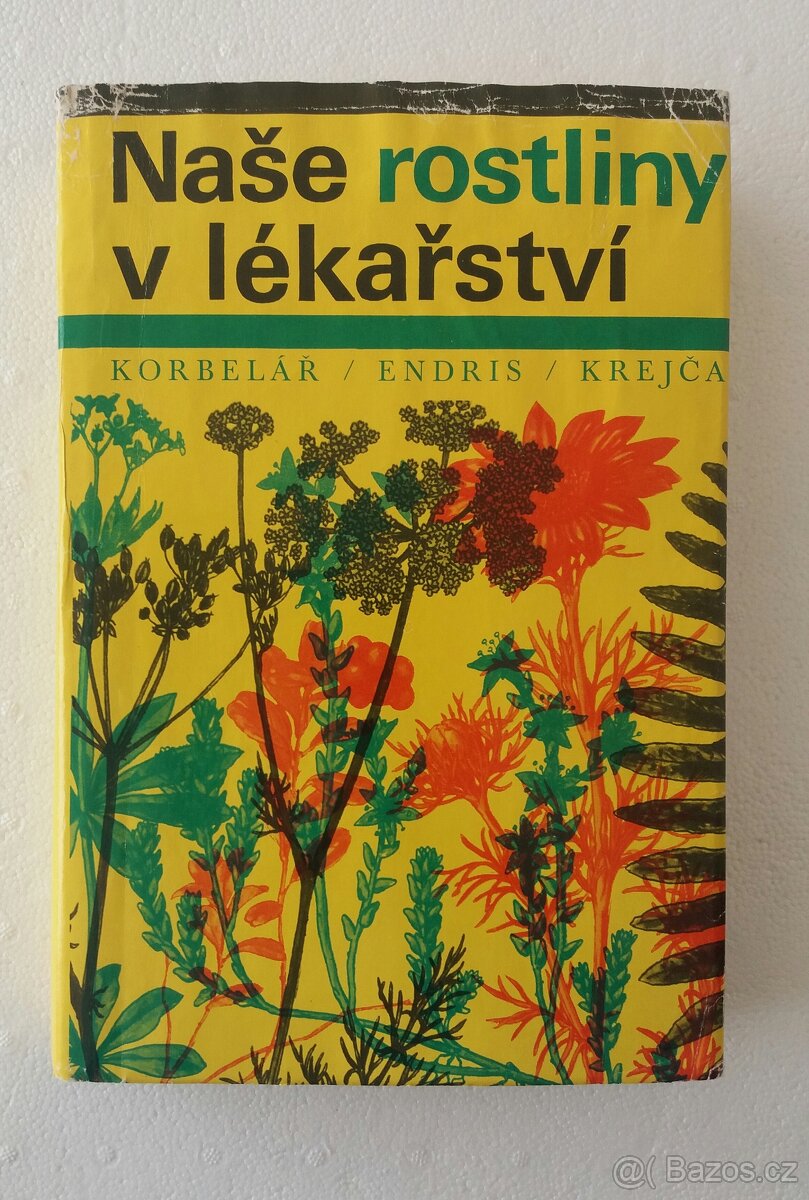 Naše rostliny
v lékařství
KORBELÁŘ / ENDRIS / KREJČA
@( Bazos.cz